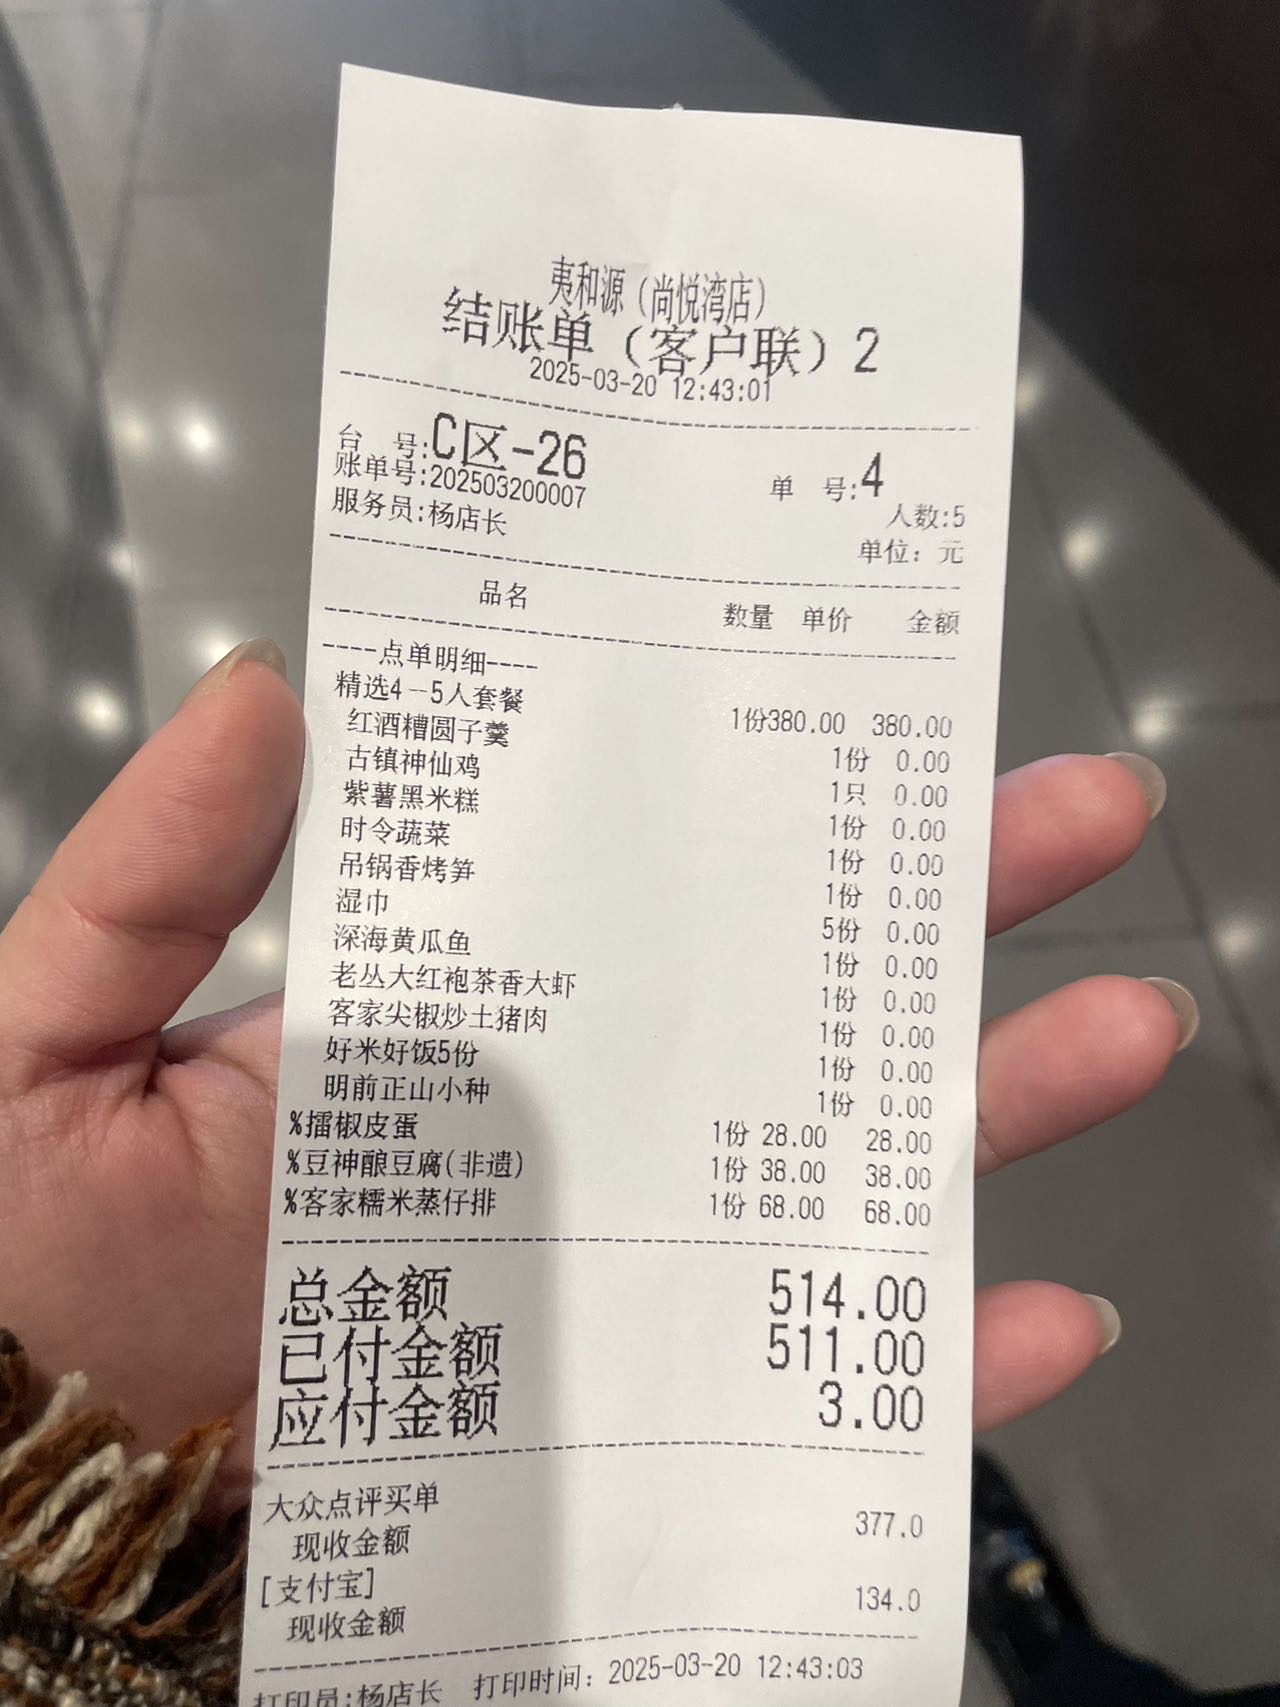 夷和源（尚悦湾店）
结账单（客户联）2
2025-03-20 12:43:01
台 号:C区-26 单 号:4
账单号:202503200007 人数:5
服务员:杨店长 单位：元
品名 数量 单价 金额
----点单明细----
精选4－5人套餐 1份380.00 380.00
红酒糟圆子羹 1份 0.00
古镇神仙鸡 1只 0.00
紫薯黑米糕 1份 0.00
时令蔬菜 1份 0.00
吊锅香烤笋 1份 0.00
湿巾 5份 0.00
深海黄瓜鱼 1份 0.00
老丛大红袍茶香大虾 1份 0.00
客家尖椒炒土猪肉 1份 0.00
好米好饭5份 1份 0.00
明前正山小种 1份 0.00
%擂椒皮蛋 1份 28.00 28.00
%豆神酿豆腐(非遗) 1份 38.00 38.00
%客家糯米蒸仔排 1份 68.00 68.00
总金额 514.00
已付金额 511.00
应付金额 3.00
大众点评买单
现收金额 377.0
[支付宝]
现收金额 134.0
打印员:杨店长 打印时间：2025-03-20 12:43:03